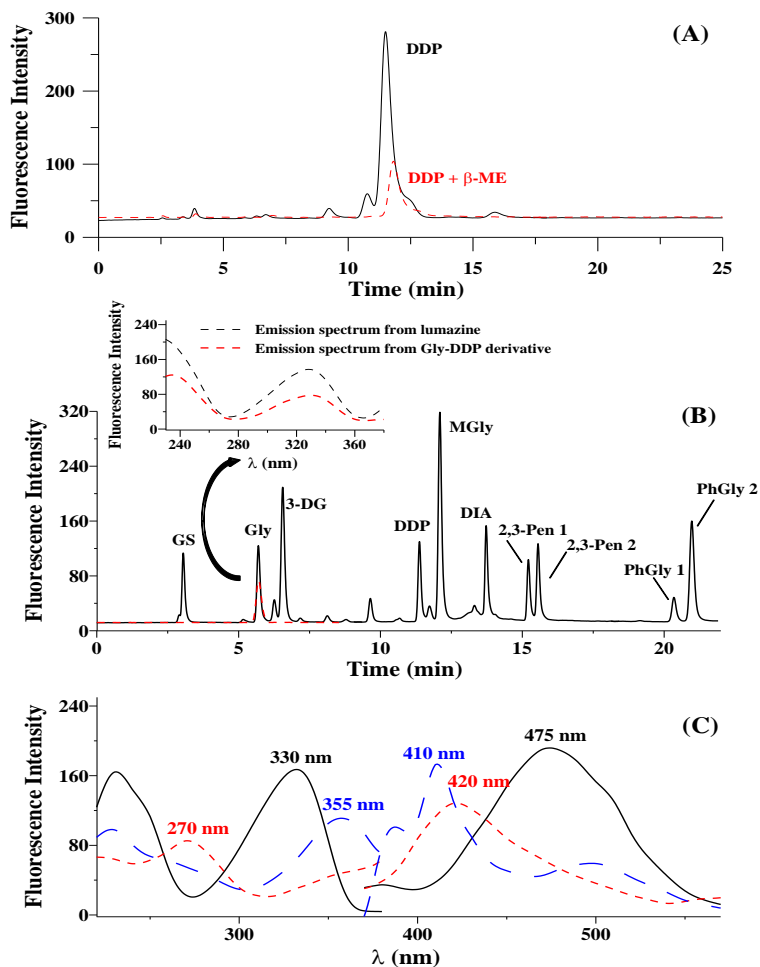 (A)
Fluorescence Intensity
300
200
100
0
DDP
DDP + β-ME
0 5 10 15 20 25
Time (min)
Fluorescence Intensity
240
160
80
0
Emission spectrum from lumazine
Emission spectrum from Gly-DDP derivative
240 280 320 360
λ (nm)
(B)
Fluorescence Intensity
320
240
160
80
0
GS
Gly
3-DG
DDP
MGly
DIA
2,3-Pen 1
2,3-Pen 2
PhGly 1
PhGly 2
0 5 10 15 20
Time (min)
(C)
Fluorescence Intensity
240
160
80
0
270 nm
330 nm
355 nm
410 nm
420 nm
475 nm
300 400 500
λ (nm)